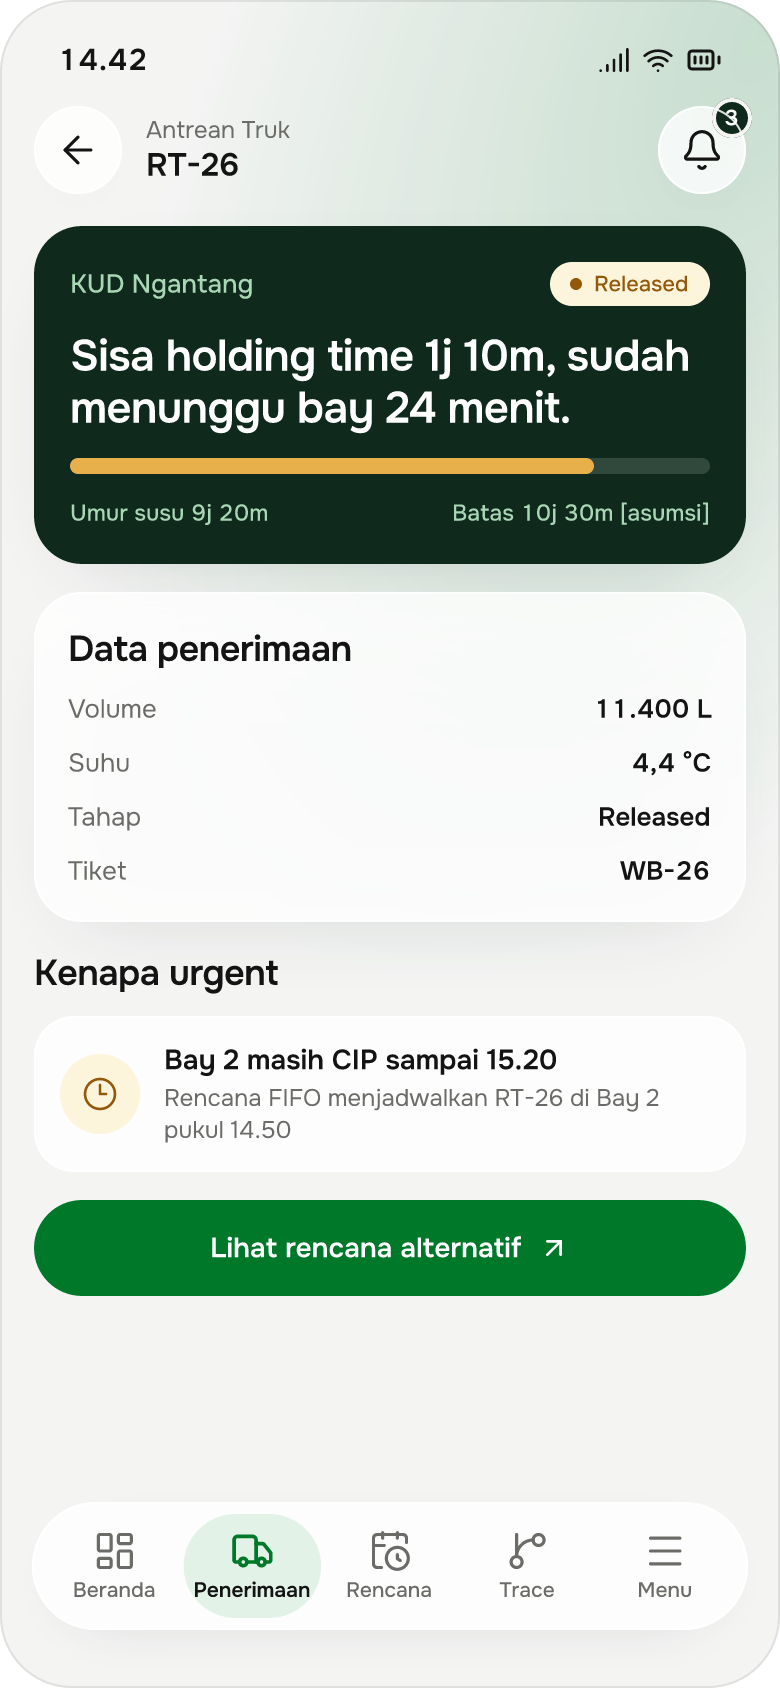 14.42
Antrean Truk
RT-26
3
KUD Ngantang
Released
Sisa holding time 1j 10m, sudah
menunggu bay 24 menit.
Umur susu 9j 20m
Batas 10j 30m [asumsi]
Data penerimaan
Volume
11.400 L
Suhu
4,4 °C
Tahap
Released
Tiket
WB-26
Kenapa urgent
Bay 2 masih CIP sampai 15.20
Rencana FIFO menjadwalkan RT-26 di Bay 2
pukul 14.50
Lihat rencana alternatif
Beranda
Penerimaan
Rencana
Trace
Menu